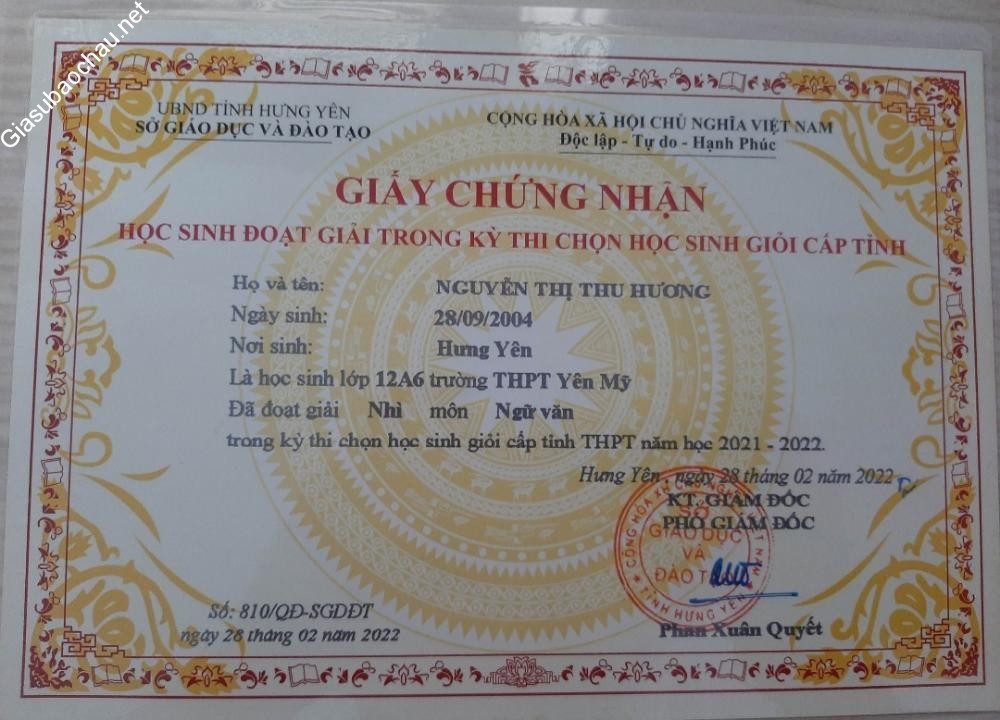 Giasubaochau.net
UBND TỈNH HƯNG YÊN
SỞ GIÁO DỤC VÀ ĐÀO TẠO
CỘNG HÒA XÃ HỘI CHỦ NGHĨA VIỆT NAM
Độc lập - Tự do - Hạnh Phúc
GIẤY CHỨNG NHẬN
HỌC SINH ĐOẠT GIẢI TRONG KỲ THI CHỌN HỌC SINH GIỎI CẤP TỈNH
Họ và tên: NGUYỄN THỊ THU HƯƠNG
Ngày sinh: 28/09/2004
Nơi sinh: Hưng Yên
Là học sinh lớp 12A6 trường THPT Yên Mỹ
Đã đoạt giải Nhì môn Ngữ văn
trong kỳ thi chọn học sinh giỏi cấp tỉnh THPT năm học 2021 - 2022.
Hưng Yên, ngày 28 tháng 02 năm 2022
KT. GIÁM ĐỐC
PHÓ GIÁM ĐỐC
SỞ
GIÁO DỤC
VÀ
ĐÀO TẠO
TỈNH HƯNG YÊN
Phan Xuân Quyết
Số: 810/QĐ-SGDĐT
ngày 28 tháng 02 năm 2022